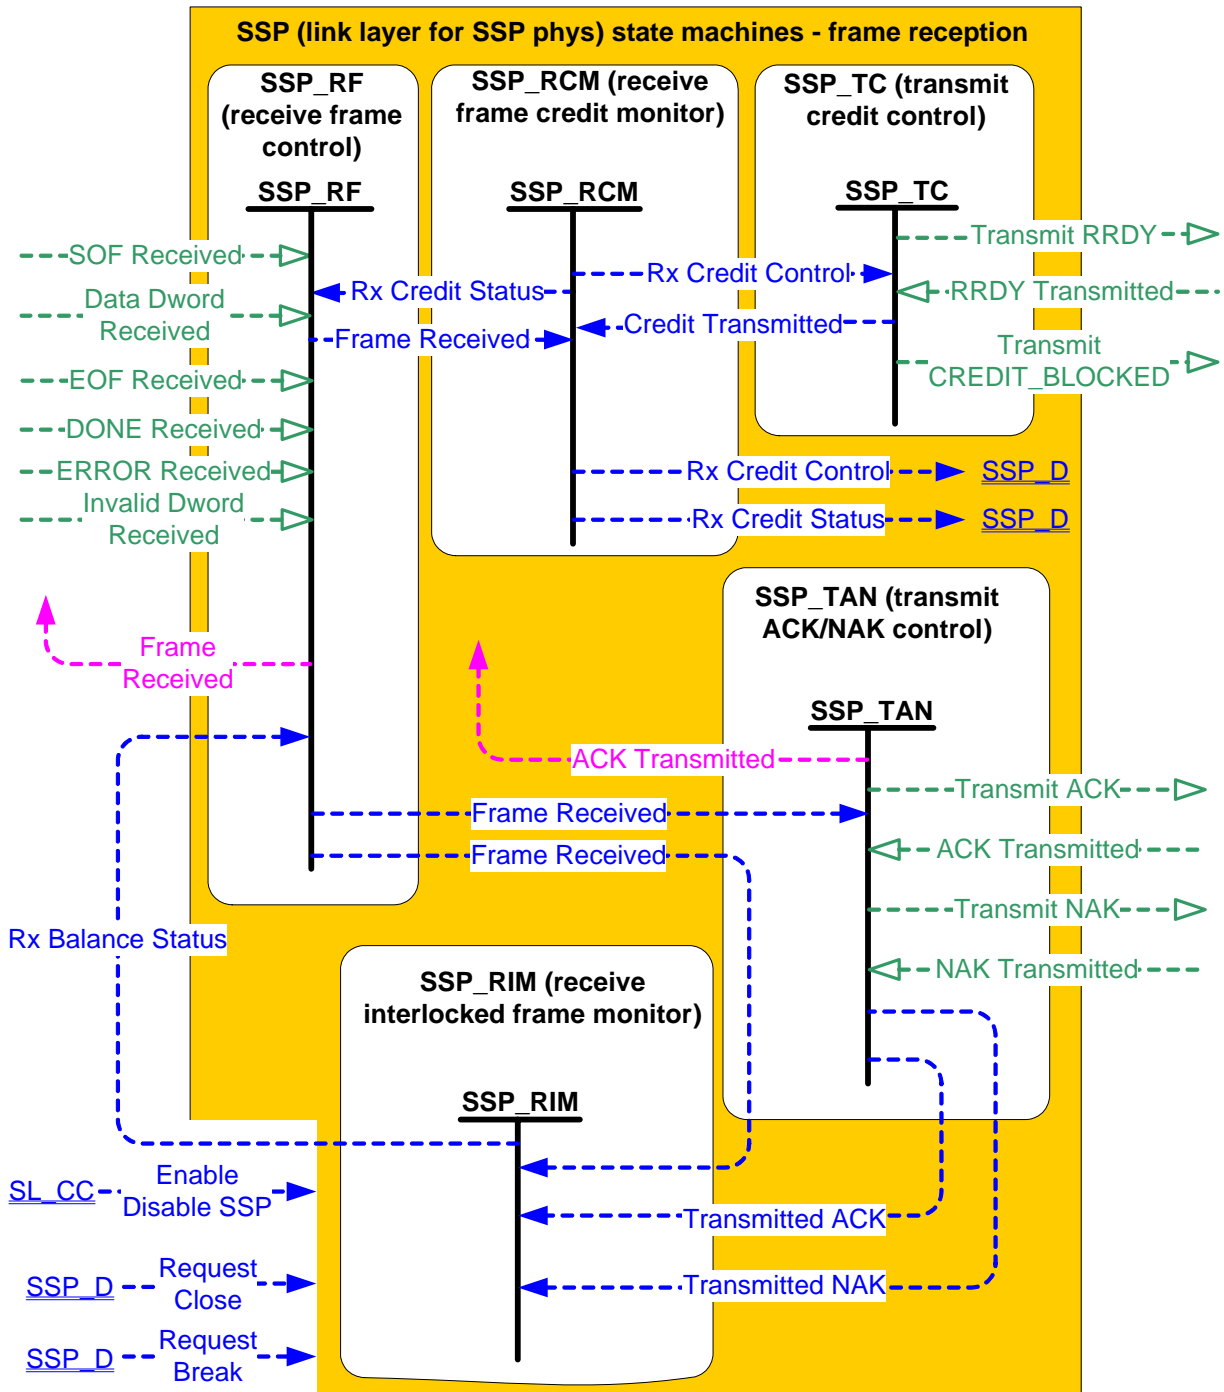 SSP (link layer for SSP phys) state machines - frame reception
SSP_RF
(receive frame
control)
SSP_RF
SSP_RCM (receive
frame credit monitor)
SSP_RCM
SSP_TC (transmit
credit control)
SSP_TC
SOF Received
Data Dword
Received
EOF Received
DONE Received
ERROR Received
Invalid Dword
Received
Rx Credit Status
Frame Received
Rx Credit Control
Credit Transmitted
Transmit RRDY
RRDY Transmitted
Transmit
CREDIT_BLOCKED
Rx Credit Control
SSP_D
Rx Credit Status
SSP_D
Frame
Received
SSP_TAN (transmit
ACK/NAK control)
SSP_TAN
ACK Transmitted
Transmit ACK
Frame Received
ACK Transmitted
Frame Received
Transmit NAK
NAK Transmitted
Rx Balance Status
SSP_RIM (receive
interlocked frame monitor)
SSP_RIM
SL_CC
Enable
Disable SSP
Transmitted ACK
SSP_D
Request
Close
Transmitted NAK
SSP_D
Request
Break